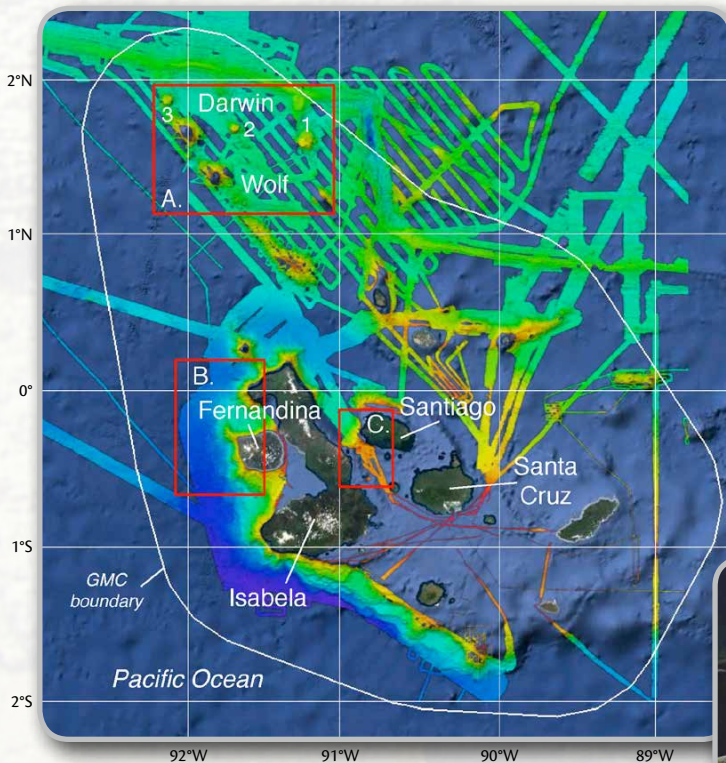 2°N
Darwin
3
2
1
Wolf
A.
1°N
0°
B.
Fernandina
C.
Santiago
Santa
Cruz
1°S
GMC
boundary
Isabela
Pacific Ocean
2°S
92°W
91°W
90°W
89°W